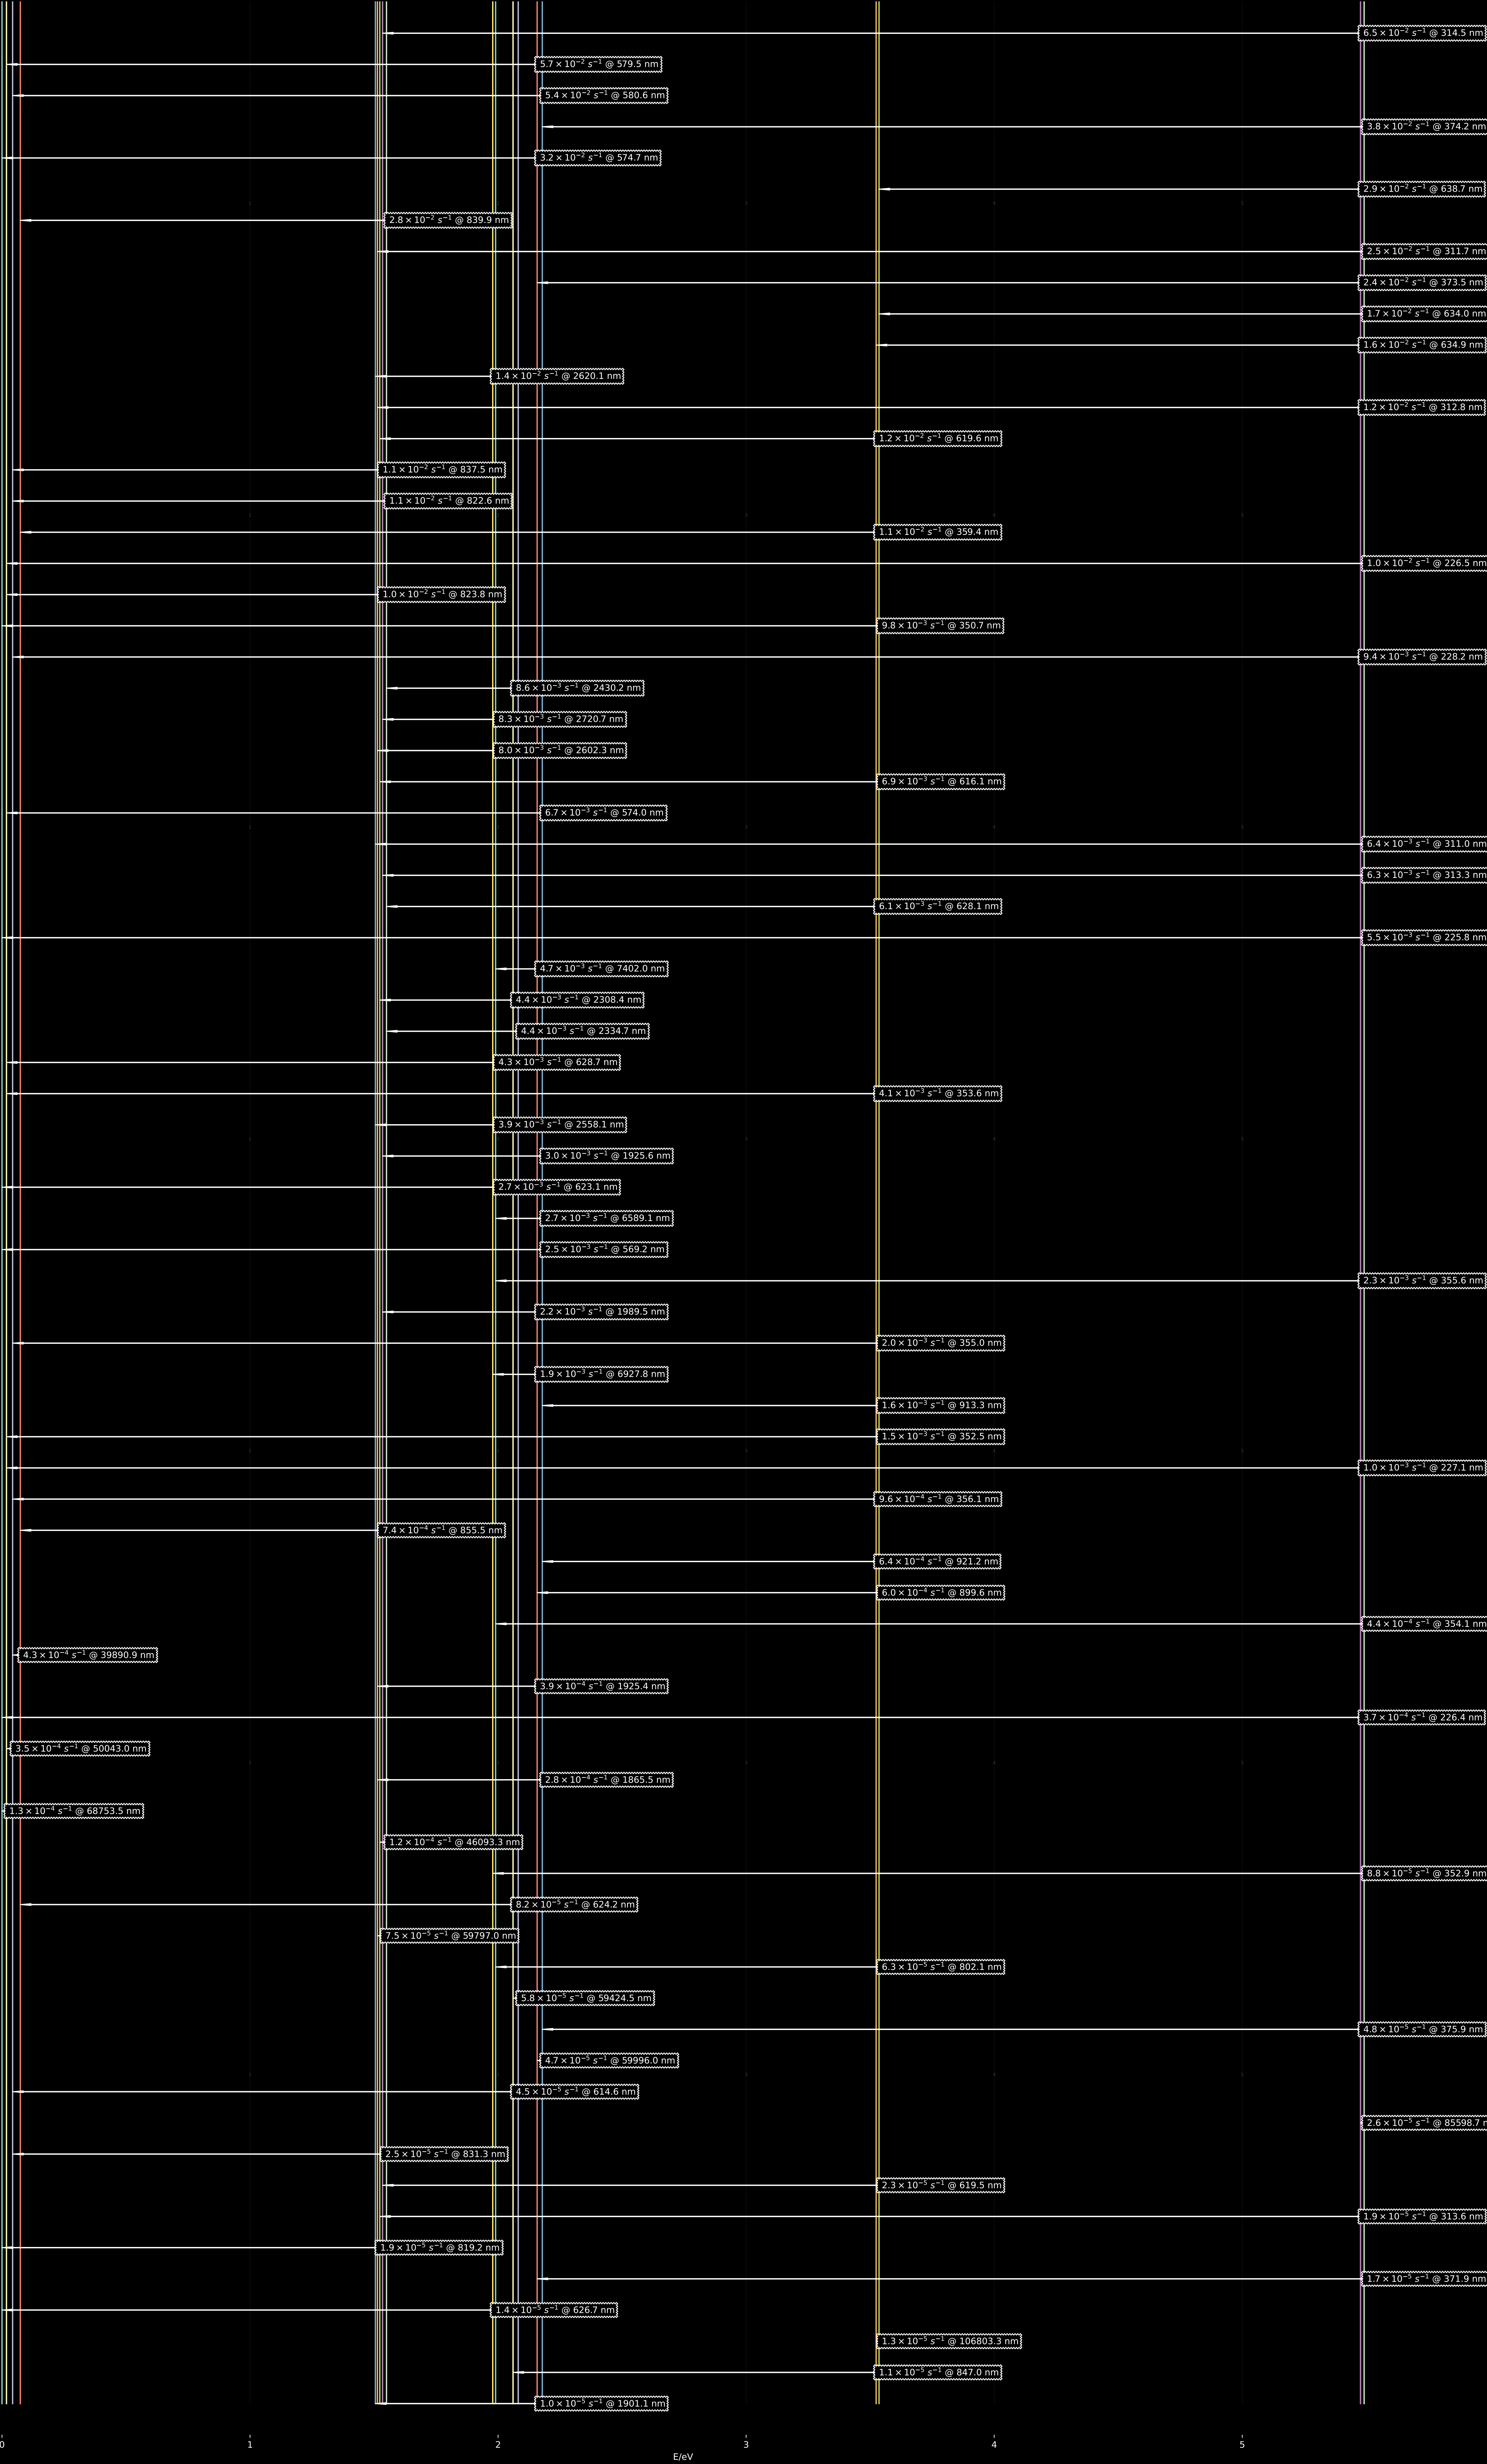 6.5 × 10⁻² s⁻¹ @ 314.5 nm
5.7 × 10⁻² s⁻¹ @ 579.5 nm
5.4 × 10⁻² s⁻¹ @ 580.6 nm
3.8 × 10⁻² s⁻¹ @ 374.2 nm
3.2 × 10⁻² s⁻¹ @ 574.7 nm
2.9 × 10⁻² s⁻¹ @ 638.7 nm
2.8 × 10⁻² s⁻¹ @ 839.9 nm
2.5 × 10⁻² s⁻¹ @ 311.7 nm
2.4 × 10⁻² s⁻¹ @ 373.5 nm
1.7 × 10⁻² s⁻¹ @ 634.0 nm
1.6 × 10⁻² s⁻¹ @ 634.9 nm
1.4 × 10⁻² s⁻¹ @ 2620.1 nm
1.2 × 10⁻² s⁻¹ @ 312.8 nm
1.2 × 10⁻² s⁻¹ @ 619.6 nm
1.1 × 10⁻² s⁻¹ @ 837.5 nm
1.1 × 10⁻² s⁻¹ @ 822.6 nm
1.1 × 10⁻² s⁻¹ @ 359.4 nm
1.0 × 10⁻² s⁻¹ @ 226.5 nm
1.0 × 10⁻² s⁻¹ @ 823.8 nm
9.8 × 10⁻³ s⁻¹ @ 350.7 nm
9.4 × 10⁻³ s⁻¹ @ 228.2 nm
8.6 × 10⁻³ s⁻¹ @ 2430.2 nm
8.3 × 10⁻³ s⁻¹ @ 2720.7 nm
8.0 × 10⁻³ s⁻¹ @ 2602.3 nm
6.9 × 10⁻³ s⁻¹ @ 616.1 nm
6.7 × 10⁻³ s⁻¹ @ 574.0 nm
6.4 × 10⁻³ s⁻¹ @ 311.0 nm
6.3 × 10⁻³ s⁻¹ @ 313.3 nm
6.1 × 10⁻³ s⁻¹ @ 628.1 nm
5.5 × 10⁻³ s⁻¹ @ 225.8 nm
4.7 × 10⁻³ s⁻¹ @ 7402.0 nm
4.4 × 10⁻³ s⁻¹ @ 2308.4 nm
4.4 × 10⁻³ s⁻¹ @ 2334.7 nm
4.3 × 10⁻³ s⁻¹ @ 628.7 nm
4.1 × 10⁻³ s⁻¹ @ 353.6 nm
3.9 × 10⁻³ s⁻¹ @ 2558.1 nm
3.0 × 10⁻³ s⁻¹ @ 1925.6 nm
2.7 × 10⁻³ s⁻¹ @ 623.1 nm
2.7 × 10⁻³ s⁻¹ @ 6589.1 nm
2.5 × 10⁻³ s⁻¹ @ 569.2 nm
2.3 × 10⁻³ s⁻¹ @ 355.6 nm
2.2 × 10⁻³ s⁻¹ @ 1989.5 nm
2.0 × 10⁻³ s⁻¹ @ 355.0 nm
1.9 × 10⁻³ s⁻¹ @ 6927.8 nm
1.6 × 10⁻³ s⁻¹ @ 913.3 nm
1.5 × 10⁻³ s⁻¹ @ 352.5 nm
1.0 × 10⁻³ s⁻¹ @ 227.1 nm
9.6 × 10⁻⁴ s⁻¹ @ 356.1 nm
7.4 × 10⁻⁴ s⁻¹ @ 855.5 nm
6.4 × 10⁻⁴ s⁻¹ @ 921.2 nm
6.0 × 10⁻⁴ s⁻¹ @ 899.6 nm
4.4 × 10⁻⁴ s⁻¹ @ 354.1 nm
4.3 × 10⁻⁴ s⁻¹ @ 39890.9 nm
3.9 × 10⁻⁴ s⁻¹ @ 1925.4 nm
3.7 × 10⁻⁴ s⁻¹ @ 226.4 nm
3.5 × 10⁻⁴ s⁻¹ @ 50043.0 nm
2.8 × 10⁻⁴ s⁻¹ @ 1865.5 nm
1.3 × 10⁻⁴ s⁻¹ @ 68753.5 nm
1.2 × 10⁻⁴ s⁻¹ @ 46093.3 nm
8.8 × 10⁻⁵ s⁻¹ @ 352.9 nm
8.2 × 10⁻⁵ s⁻¹ @ 624.2 nm
7.5 × 10⁻⁵ s⁻¹ @ 59797.0 nm
6.3 × 10⁻⁵ s⁻¹ @ 802.1 nm
5.8 × 10⁻⁵ s⁻¹ @ 59424.5 nm
4.8 × 10⁻⁵ s⁻¹ @ 375.9 nm
4.7 × 10⁻⁵ s⁻¹ @ 59996.0 nm
4.5 × 10⁻⁵ s⁻¹ @ 614.6 nm
2.6 × 10⁻⁵ s⁻¹ @ 85598.7
2.5 × 10⁻⁵ s⁻¹ @ 831.3 nm
2.3 × 10⁻⁵ s⁻¹ @ 619.5 nm
1.9 × 10⁻⁵ s⁻¹ @ 313.6 nm
1.9 × 10⁻⁵ s⁻¹ @ 819.2 nm
1.7 × 10⁻⁵ s⁻¹ @ 371.9 nm
1.4 × 10⁻⁵ s⁻¹ @ 626.7 nm
1.3 × 10⁻⁵ s⁻¹ @ 106803.3 nm
1.1 × 10⁻⁵ s⁻¹ @ 847.0 nm
1.0 × 10⁻⁵ s⁻¹ @ 1901.1 nm
0 1 2 3 4 5
E/eV